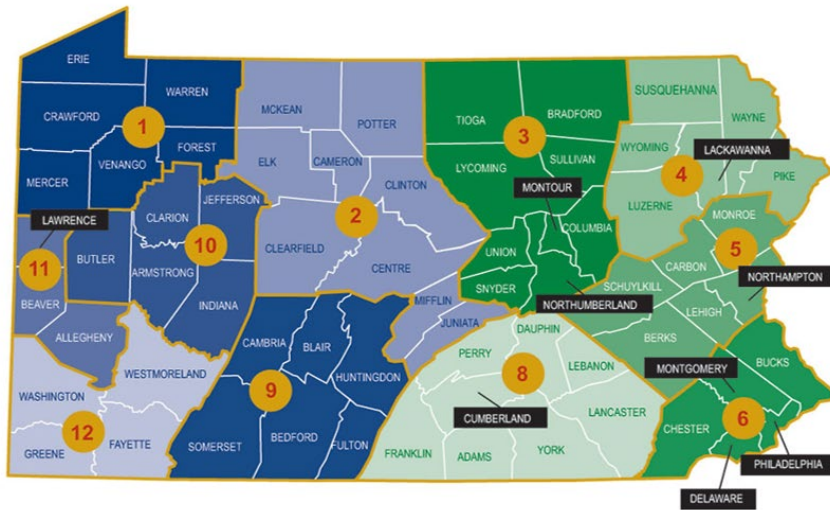 ERIE
WARREN
CRAWFORD
1
FOREST
VENANGO
MERCER
MCKEAN
POTTER
ELK
CAMERON
CLINTON
2
CLEARFIELD
CENTRE
MIFFLIN
JUNIATA
TIOGA
BRADFORD
3
LYCOMING
SULLIVAN
MONTOUR
COLUMBIA
UNION
SNYDER
NORTHUMBERLAND
SUSQUEHANNA
WAYNE
WYOMING
LACKAWANNA
4
PIKE
LUZERNE
MONROE
5
CARBON
NORTHAMPTON
SCHUYLKILL
LEHIGH
BERKS
MONTGOMERY
BUCKS
CHESTER
6
PHILADELPHIA
DELAWARE
DAUPHIN
PERRY
8
LEBANON
CUMBERLAND
LANCASTER
FRANKLIN
ADAMS
YORK
CAMBRIA
BLAIR
HUNTINGDON
9
SOMERSET
BEDFORD
FULTON
JEFFERSON
CLARION
10
ARMSTRONG
BUTLER
INDIANA
LAWRENCE
11
BEAVER
ALLEGHENY
WESTMORELAND
WASHINGTON
12
GREENE
FAYETTE